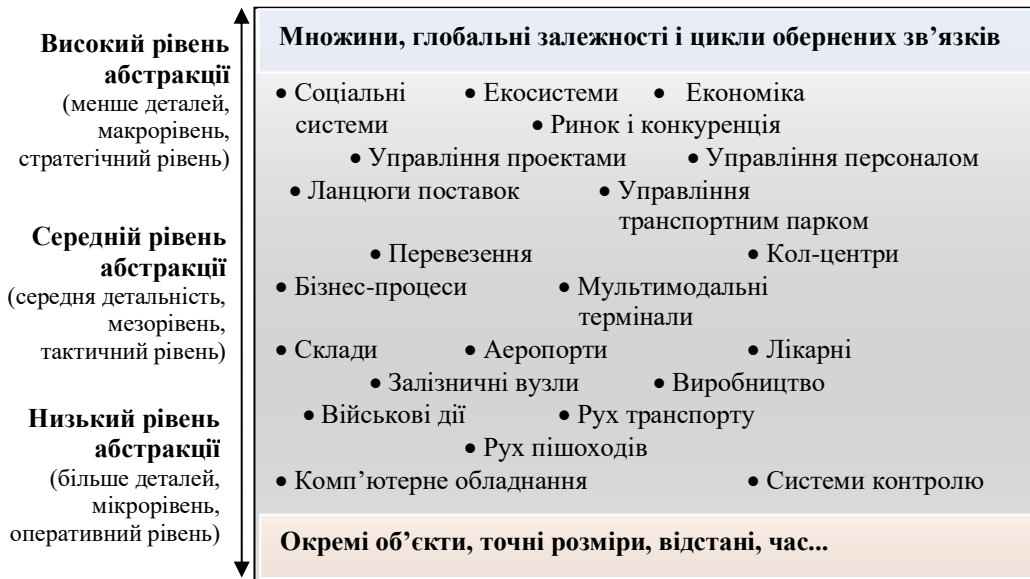 Високий рівень
абстракції
(менше деталей,
макрорівень,
стратегічний рівень)
Середній рівень
абстракції
(середня детальність,
мезорівень,
тактичний рівень)
Низький рівень
абстракції
(більше деталей,
мікрорівень,
оперативний рівень)
Множини, глобальні залежності і цикли обернених зв’язків
• Соціальні • Екосистеми • Економіка
системи • Ринок і конкуренція
• Управління проектами • Управління персоналом
• Ланцюги поставок • Управління
транспортним парком
• Перевезення • Кол-центри
• Бізнес-процеси • Мультимодальні
термінали
• Склади • Аеропорти • Лікарні
• Залізничні вузли • Виробництво
• Військові дії • Рух транспорту
• Рух пішоходів
• Комп’ютерне обладнання • Системи контролю
Окремі об’єкти, точні розміри, відстані, час...